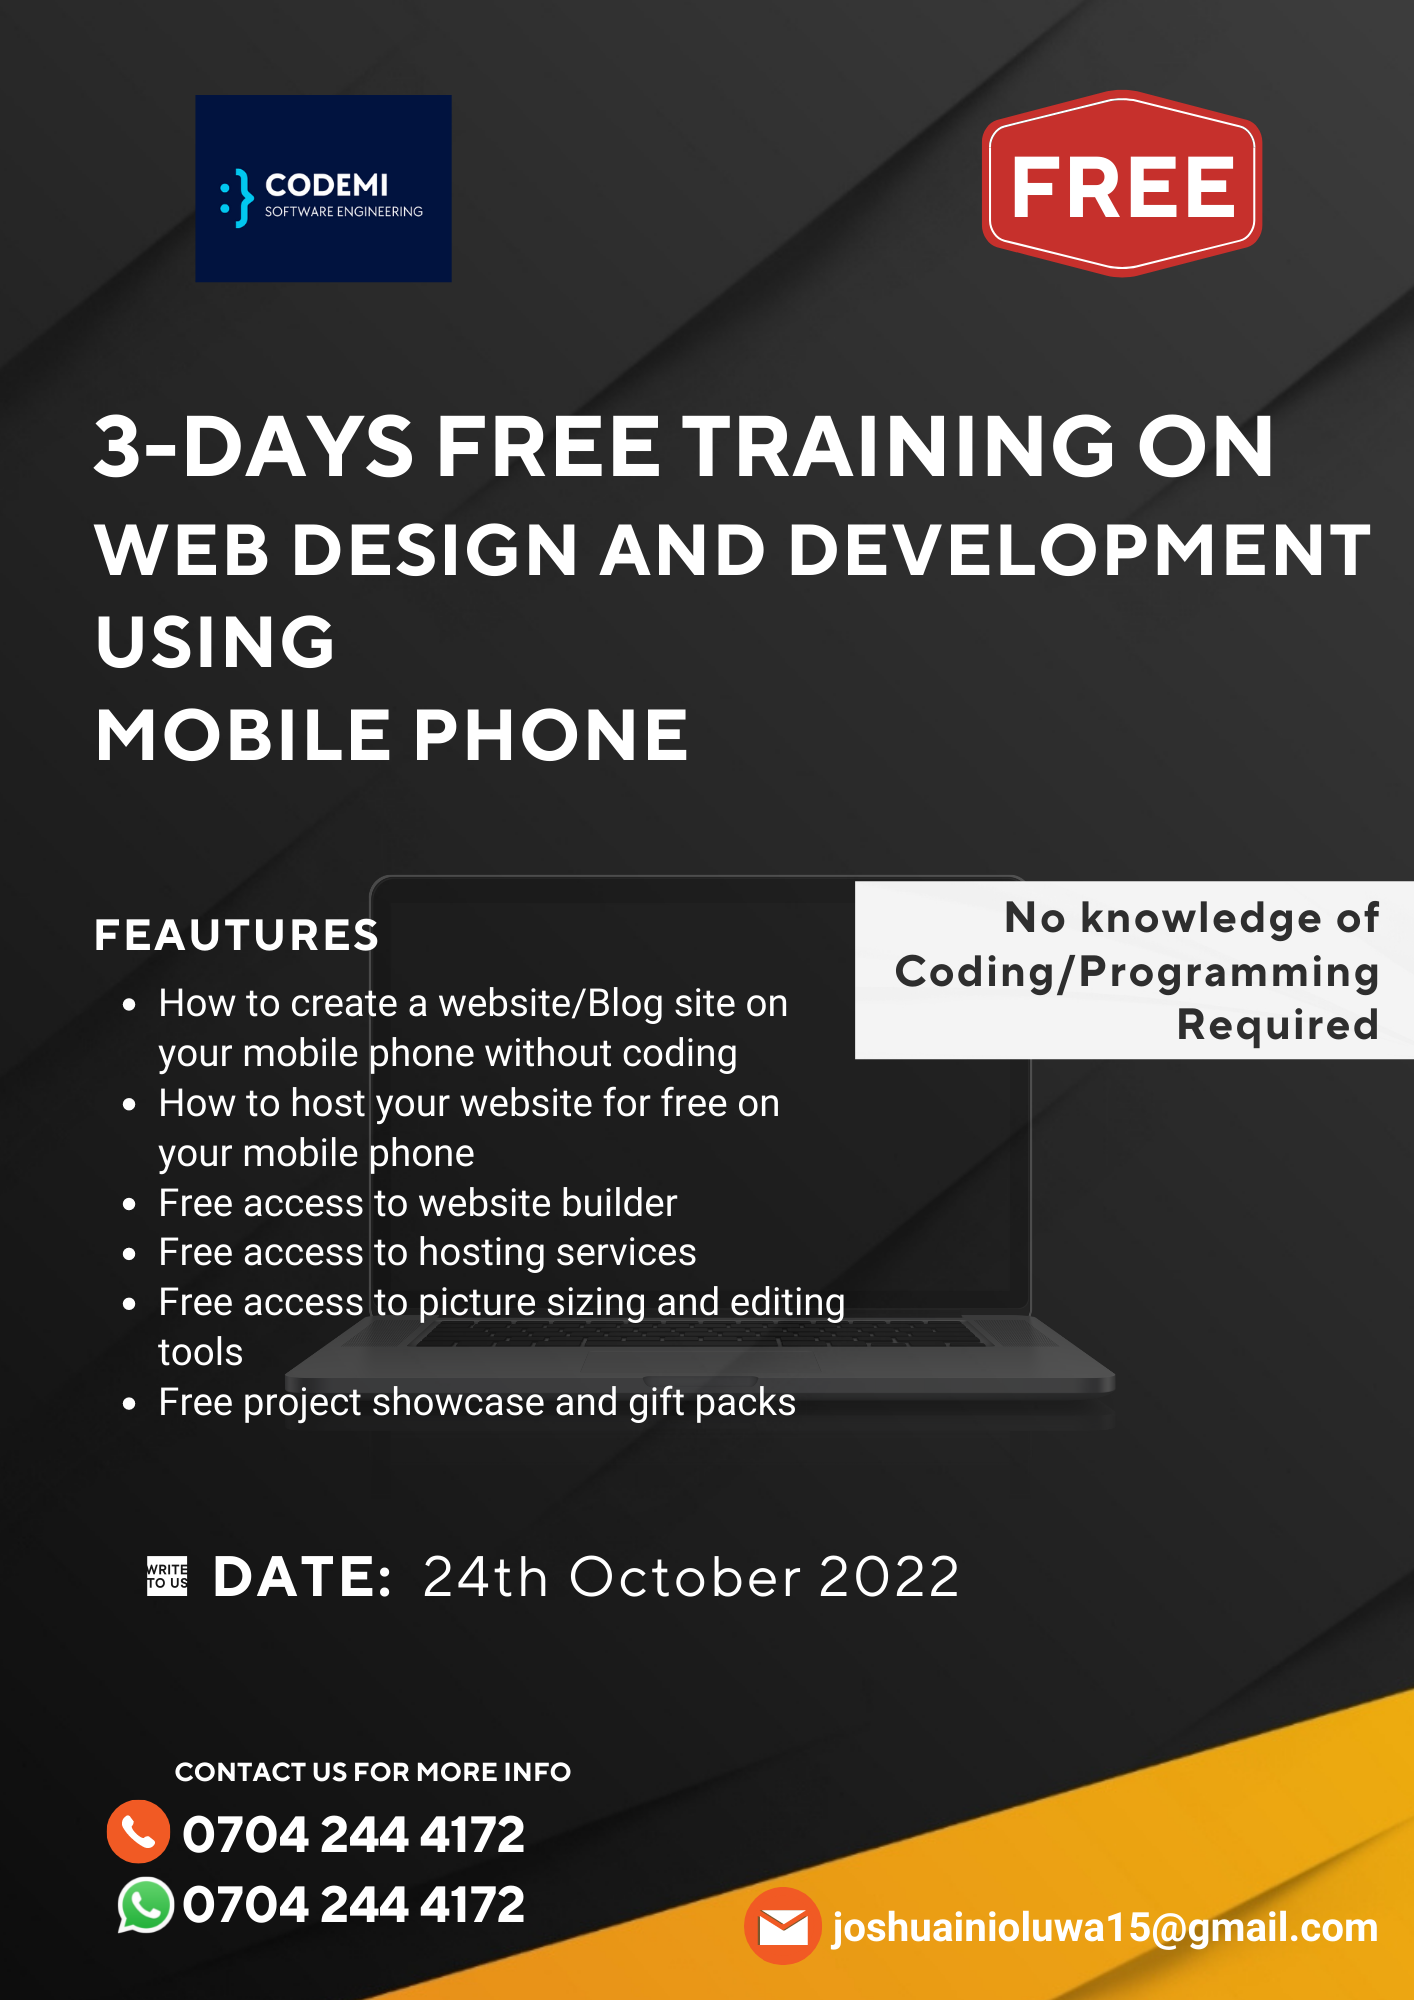 CODEMI
SOFTWARE ENGINEERING
FREE
3-DAYS FREE TRAINING ON
WEB DESIGN AND DEVELOPMENT
USING
MOBILE PHONE
No knowledge of
Coding/Programming
Required
FEAUTURES
• How to create a website/Blog site on
your mobile phone without coding
• How to host your website for free on
your mobile phone
• Free access to website builder
• Free access to hosting services
• Free access to picture sizing and editing
tools
• Free project showcase and gift packs
WRITE
TO US
DATE: 24th October 2022
CONTACT US FOR MORE INFO
0704 244 4172
0704 244 4172
joshuainioluwa15@gmail.com